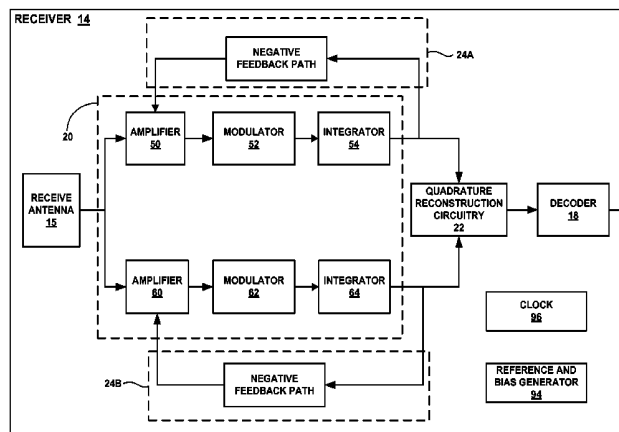 RECEIVER 14
NEGATIVE
FEEDBACK PATH
24A
20
AMPLIFIER
50
MODULATOR
52
INTEGRATOR
54
RECEIVE
ANTENNA
15
QUADRATURE
RECONSTRUCTION
CIRCUITRY
22
DECODER
18
AMPLIFIER
60
MODULATOR
62
INTEGRATOR
64
CLOCK
96
24B
NEGATIVE
FEEDBACK PATH
REFERENCE AND
BIAS GENERATOR
94